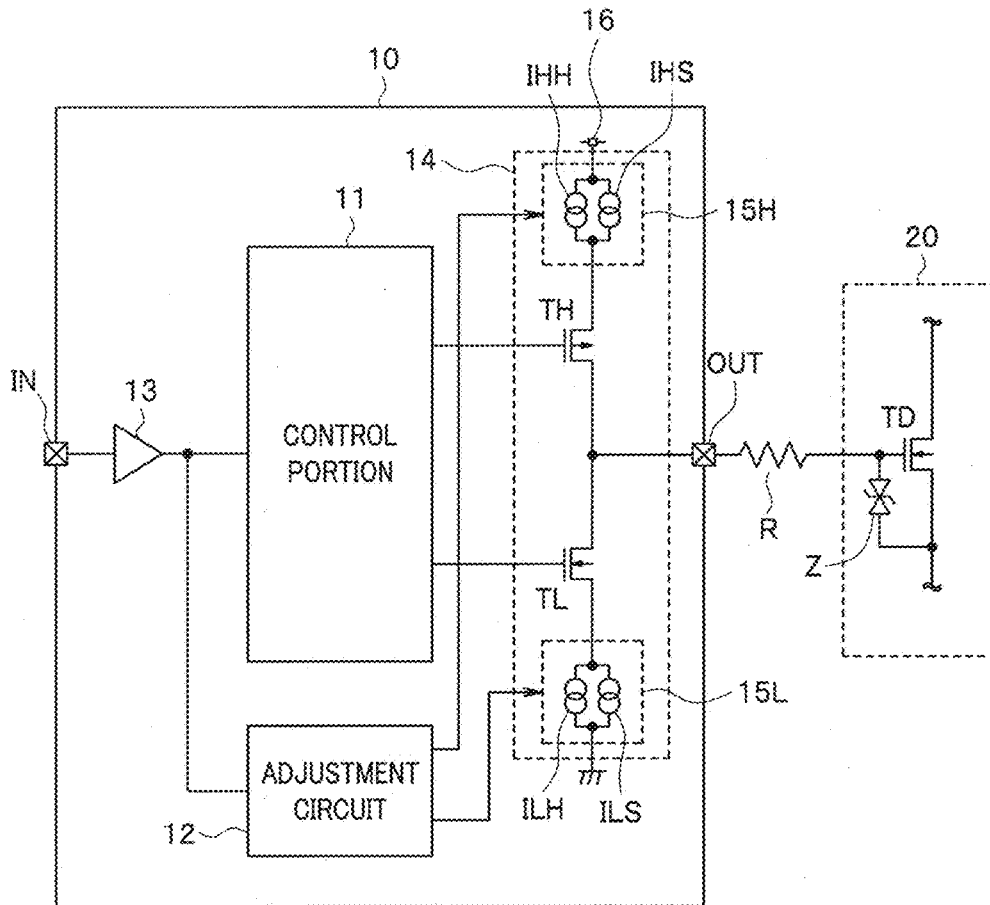 16
10
IHH
IHS
14
11
15H
20
TH
IN
13
OUT
TD
CONTROL
PORTION
R
Z
TL
15L
ADJUSTMENT
CIRCUIT
12
ILH
ILS